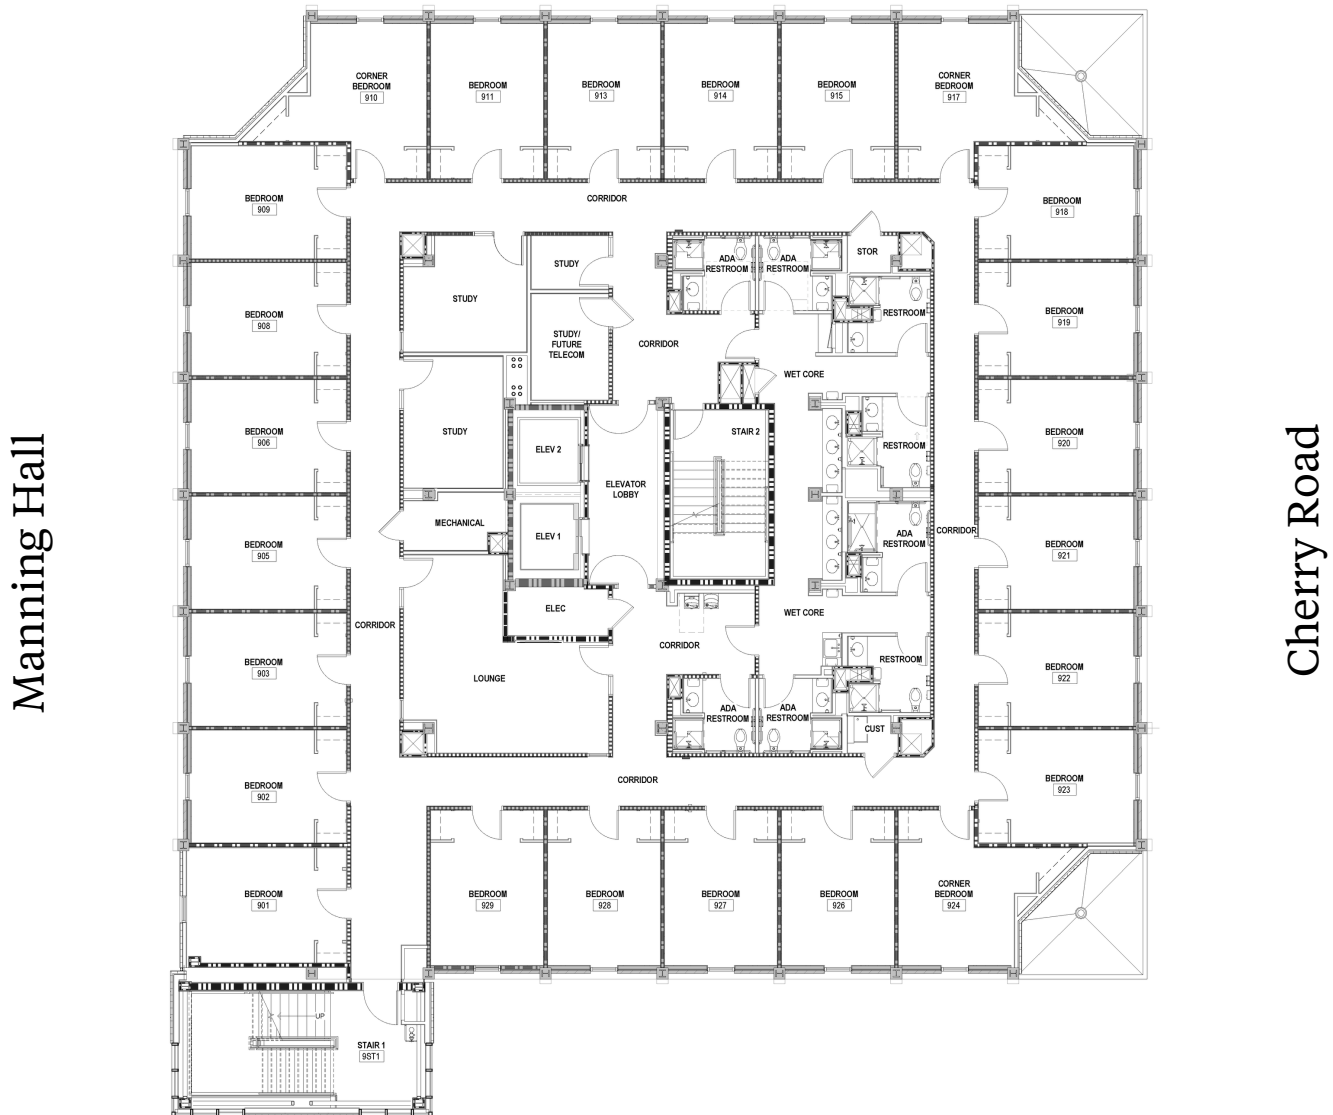 CORNER
BEDROOM
910
BEDROOM
911
BEDROOM
913
BEDROOM
914
BEDROOM
915
CORNER
BEDROOM
917
BEDROOM
909
CORRIDOR
BEDROOM
918
STUDY
STUDY
ADA
RESTROOM
ADA
RESTROOM
STOR
BEDROOM
908
STUDY/
FUTURE
TELECOM
CORRIDOR
RESTROOM
BEDROOM
919
WET CORE
BEDROOM
906
STUDY
ELEV 2
STAIR 2
RESTROOM
BEDROOM
920
ELEVATOR
LOBBY
MECHANICAL
ELEV 1
ADA
RESTROOM
CORRIDOR
BEDROOM
905
BEDROOM
921
Manning Hall
Cherry Road
CORRIDOR
ELEC
WET CORE
CORRIDOR
RESTROOM
BEDROOM
903
BEDROOM
922
LOUNGE
ADA
RESTROOM
ADA
RESTROOM
CUST
BEDROOM
902
CORRIDOR
BEDROOM
923
BEDROOM
901
BEDROOM
929
BEDROOM
928
BEDROOM
927
BEDROOM
926
CORNER
BEDROOM
924
UP
STAIR 1
9ST1